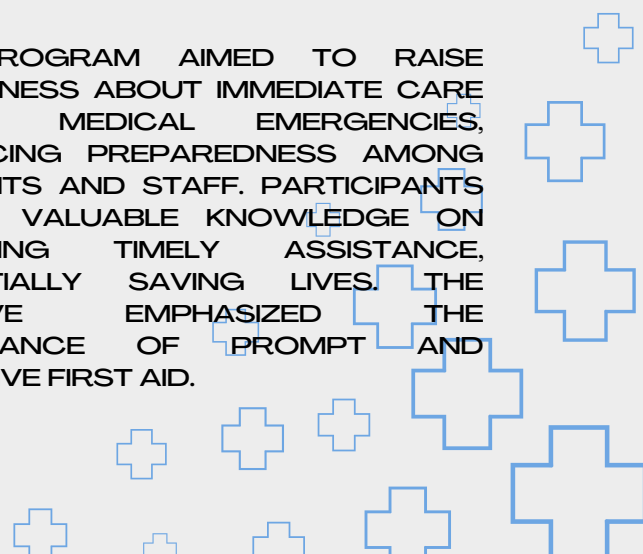 ROGRAM AIMED TO RAISE
NESS ABOUT IMMEDIATE CARE
MEDICAL EMERGENCIES,
CING PREPAREDNESS AMONG
ITS AND STAFF. PARTICIPANTS
VALUABLE KNOWLEDGE ON
ING TIMELY ASSISTANCE,
TIALLY SAVING LIVES. THE
VE EMPHASIZED THE
ANCE OF PROMPT AND
VE FIRST AID.